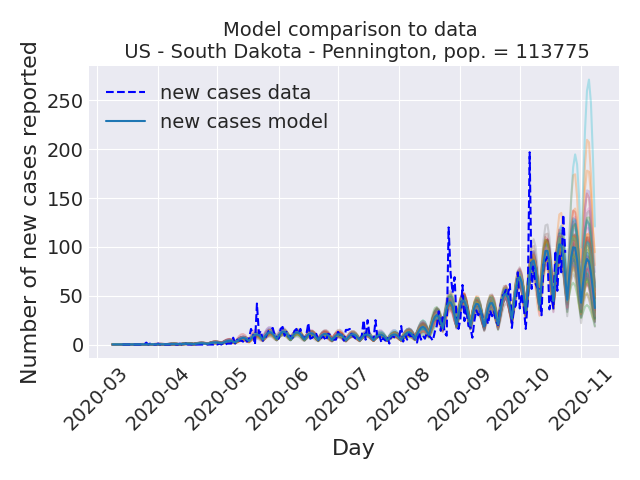 Model comparison to data
US - South Dakota - Pennington, pop. = 113775
Number of new cases reported
250
200
150
100
50
0
new cases data
new cases model
2020-03
2020-04
2020-05
2020-06
2020-07
2020-08
2020-09
2020-10
2020-11
Day